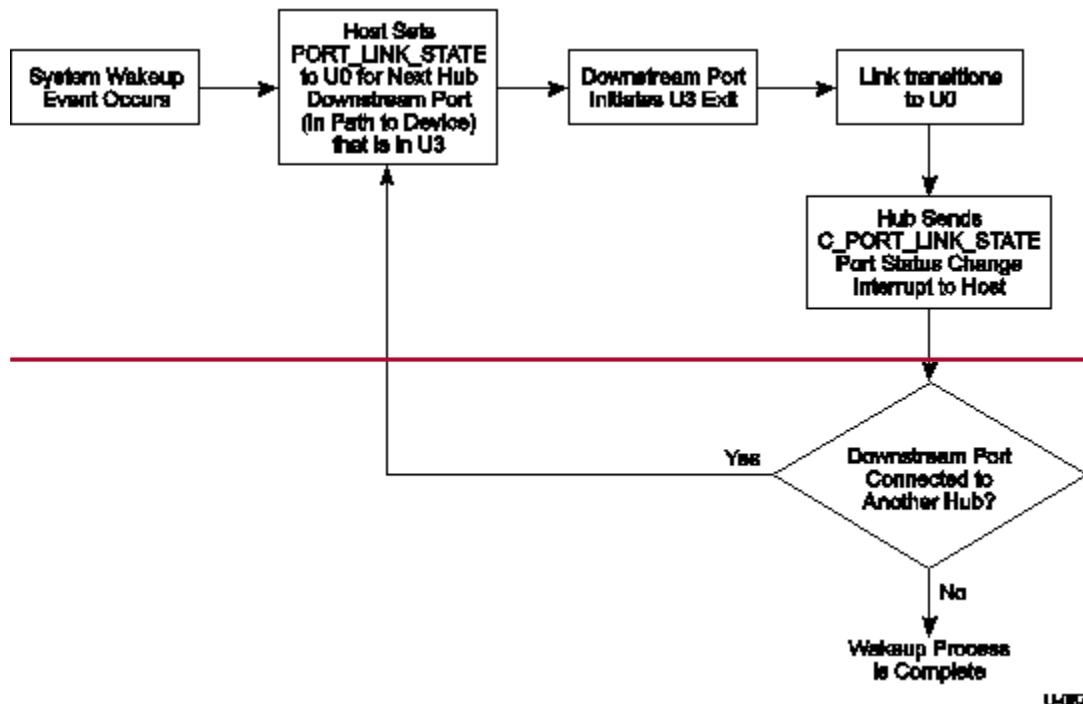 System Wakeup
Event Occurs
Host Sets
PORT_LINK_STATE
to U0 for Next Hub
Downstream Port
(In Path to Device)
that is in U3
Downstream Port
Initiates U3 Exit
Link transitions
to U0
Hub Sends
C_PORT_LINK_STATE
Port Status Change
Interrupt to Host
Downstream Port
Connected to
Another Hub?
Yes
No
Wakeup Process
is Complete